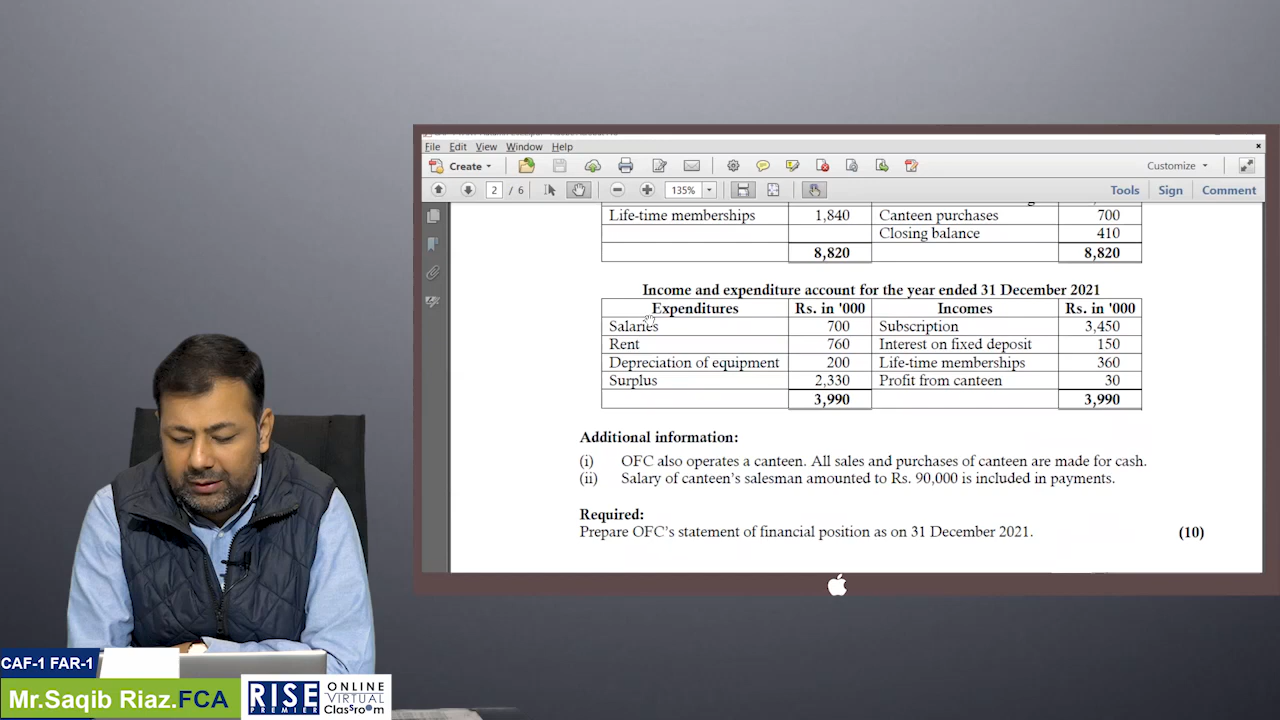 File Edit View Window Help
Create
Customize
2 / 6
135%
Tools Sign Comment
Life-time memberships 1,840 Canteen purchases 700
Closing balance 410
8,820 8,820
Income and expenditure account for the year ended 31 December 2021
Expenditures Rs. in '000 Incomes Rs. in '000
Salaries 700 Subscription 3,450
Rent 760 Interest on fixed deposit 150
Depreciation of equipment 200 Life-time memberships 360
Surplus 2,330 Profit from canteen 30
3,990 3,990
Additional information:
(i) OFC also operates a canteen. All sales and purchases of canteen are made for cash.
(ii) Salary of canteen's salesman amounted to Rs. 90,000 is included in payments.
Required:
Prepare OFC's statement of financial position as on 31 December 2021. (10)
CAF-1 FAR-1
Mr.Saqib Riaz.FCA
RISE
PREMIER
ONLINE
VIRTUAL
Classroom